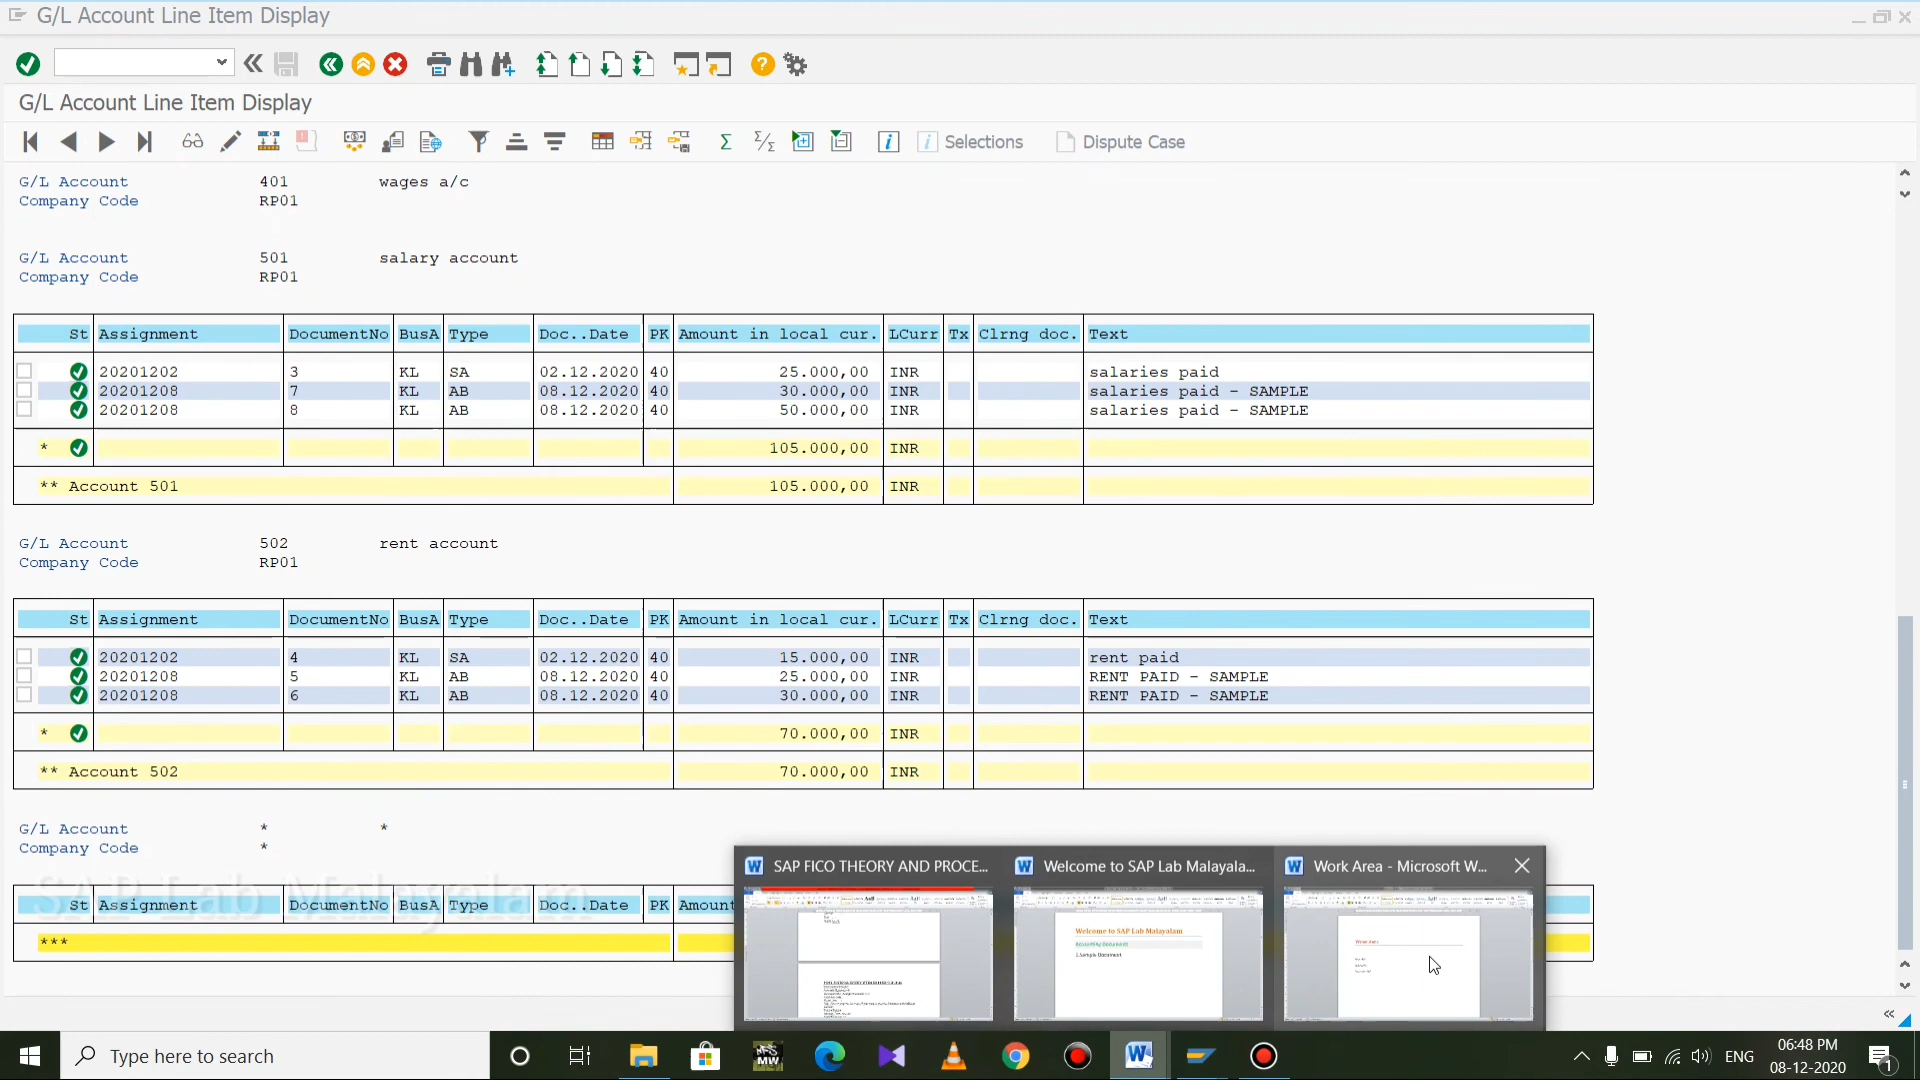 G/L Account Line Item Display
G/L Account Line Item Display
Selections
Dispute Case
G/L Account 401 wages a/c
Company Code RP01
G/L Account 501 salary account
Company Code RP01
St Assignment DocumentNo BusA Type Doc..Date PK Amount in local cur. LCurr Tx Clrng doc. Text
20201202 3 KL SA 02.12.2020 40 25.000,00 INR salaries paid
20201208 7 KL AB 08.12.2020 40 30.000,00 INR salaries paid - SAMPLE
20201208 8 KL AB 08.12.2020 40 50.000,00 INR salaries paid - SAMPLE
* 105.000,00 INR
** Account 501 105.000,00 INR
G/L Account 502 rent account
Company Code RP01
St Assignment DocumentNo BusA Type Doc..Date PK Amount in local cur. LCurr Tx Clrng doc. Text
20201202 4 KL SA 02.12.2020 40 15.000,00 INR rent paid
20201208 5 KL AB 08.12.2020 40 25.000,00 INR RENT PAID - SAMPLE
20201208 6 KL AB 08.12.2020 40 30.000,00 INR RENT PAID - SAMPLE
* 70.000,00 INR
** Account 502 70.000,00 INR
G/L Account * *
Company Code *
SAP Lab Malayalam
St Assignment DocumentNo BusA Type Doc..Date PK Amount
***
SAP FICO THEORY AND PROCE...
Welcome to SAP Lab Malayala...
Work Area - Microsoft W...
Welcome to SAP Lab Malayalam
Type here to search
ENG
06:48 PM
08-12-2020
1